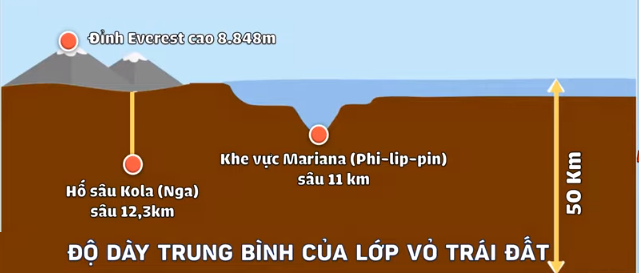 Đỉnh Everest cao 8.848m
Khe vực Mariana (Phi-lip-pin)
sâu 11 km
Hố sâu Kola (Nga)
sâu 12,3km
50 Km
ĐỘ DÀY TRUNG BÌNH CỦA LỚP VỎ TRÁI ĐẤT